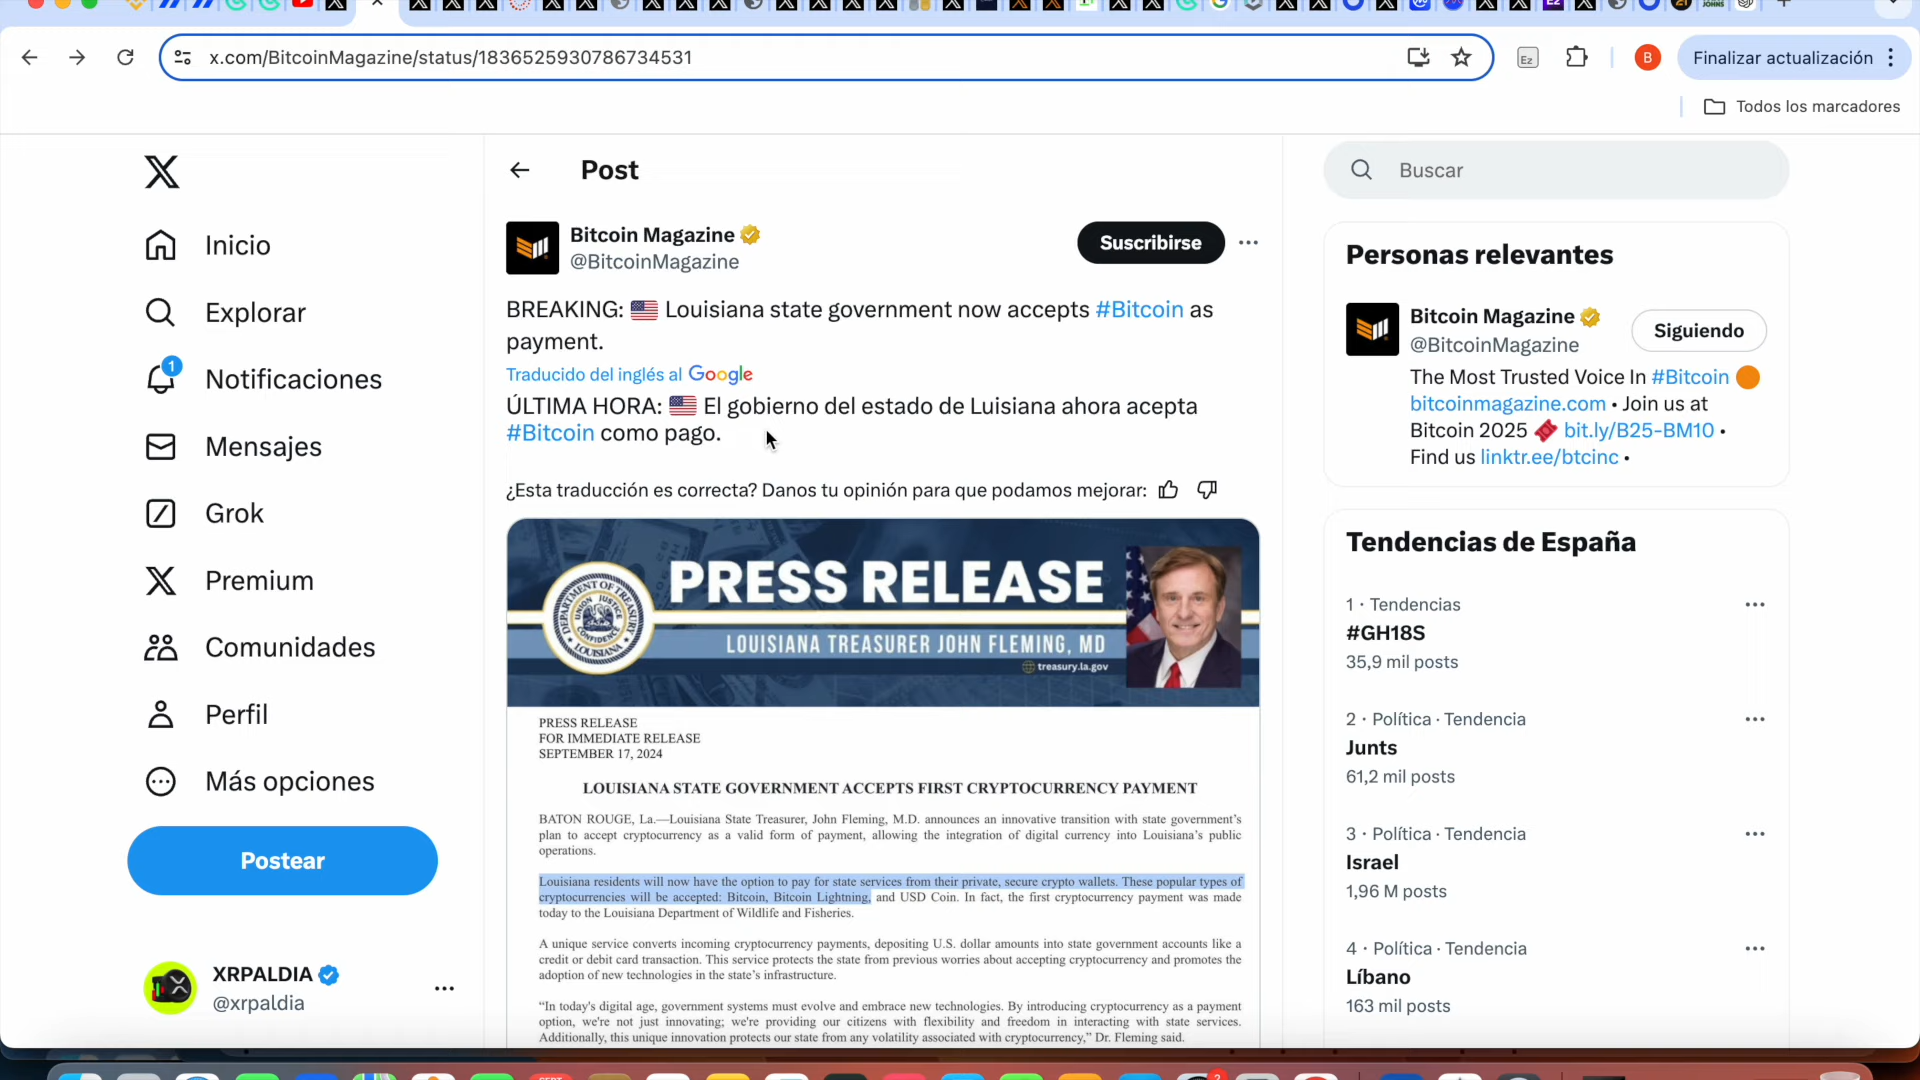 x.com/BitcoinMagazine/status/1836525930786734531
Ez
B
Finalizar actualización
Todos los marcadores
Inicio
Explorar
1
Notificaciones
Mensajes
Grok
Premium
Comunidades
Perfil
Más opciones
Postear
XRPALDIA
@xrpaldia
Post
Bitcoin Magazine
@BitcoinMagazine
Suscribirse
BREAKING: 🇺🇸 Louisiana state government now accepts #Bitcoin as
payment.
Traducido del inglés al Google
ÚLTIMA HORA: 🇺🇸 El gobierno del estado de Luisiana ahora acepta
#Bitcoin como pago.
¿Esta traducción es correcta? Danos tu opinión para que podamos mejorar:
DEPARTMENT OF TREASURY
UNION JUSTICE
CONFIDENCE
LOUISIANA
PRESS RELEASE
LOUISIANA TREASURER JOHN FLEMING, MD
treasury.la.gov
PRESS RELEASE
FOR IMMEDIATE RELEASE
SEPTEMBER 17, 2024
LOUISIANA STATE GOVERNMENT ACCEPTS FIRST CRYPTOCURRENCY PAYMENT
BATON ROUGE, La.—Louisiana State Treasurer, John Fleming, M.D. announces an innovative transition with state government's
plan to accept cryptocurrency as a valid form of payment, allowing the integration of digital currency into Louisiana's public
operations.
Louisiana residents will now have the option to pay for state services from their private, secure crypto wallets. These popular types of
cryptocurrencies will be accepted: Bitcoin, Bitcoin Lightning, and USD Coin. In fact, the first cryptocurrency payment was made
today to the Louisiana Department of Wildlife and Fisheries.
A unique service converts incoming cryptocurrency payments, depositing U.S. dollar amounts into state government accounts like a
credit or debit card transaction. This service protects the state from previous worries about accepting cryptocurrency and promotes the
adoption of new technologies in the state's infrastructure.
"In today's digital age, government systems must evolve and embrace new technologies. By introducing cryptocurrency as a payment
option, we're not just innovating; we're providing our citizens with flexibility and freedom in interacting with state services.
Additionally, this unique innovation protects our state from any volatility associated with cryptocurrency," Dr. Fleming said.
Buscar
Personas relevantes
Bitcoin Magazine
@BitcoinMagazine
Siguiendo
The Most Trusted Voice In #Bitcoin 🟠
bitcoinmagazine.com • Join us at
Bitcoin 2025 🎟️ bit.ly/B25-BM10 •
Find us linktr.ee/btcinc •
Tendencias de España
1 · Tendencias
#GH18S
35,9 mil posts
2 · Política · Tendencia
Junts
61,2 mil posts
3 · Política · Tendencia
Israel
1,96 M posts
4 · Política · Tendencia
Líbano
163 mil posts